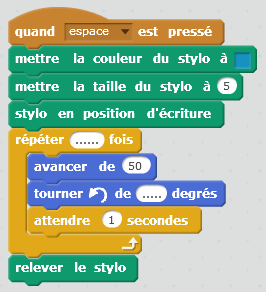 quand espace est pressé
mettre la couleur du stylo à
mettre la taille du stylo à 5
stylo en position d'écriture
répéter ...... fois
avancer de 50
tourner de ..... degrés
attendre 1 secondes
relever le stylo